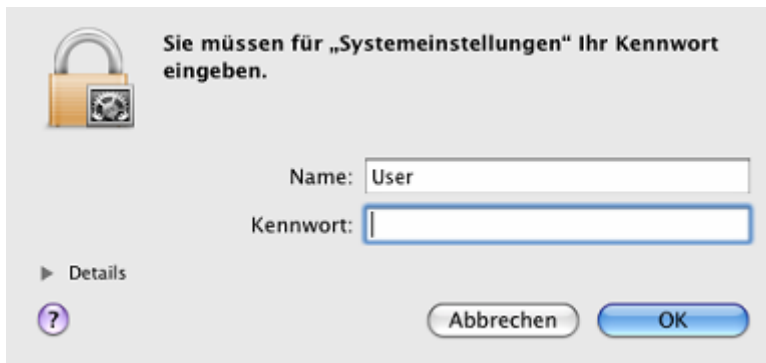 Sie müssen für „Systemeinstellungen“ Ihr Kennwort
eingeben.
Name: User
Kennwort:
Details
? Abbrechen OK